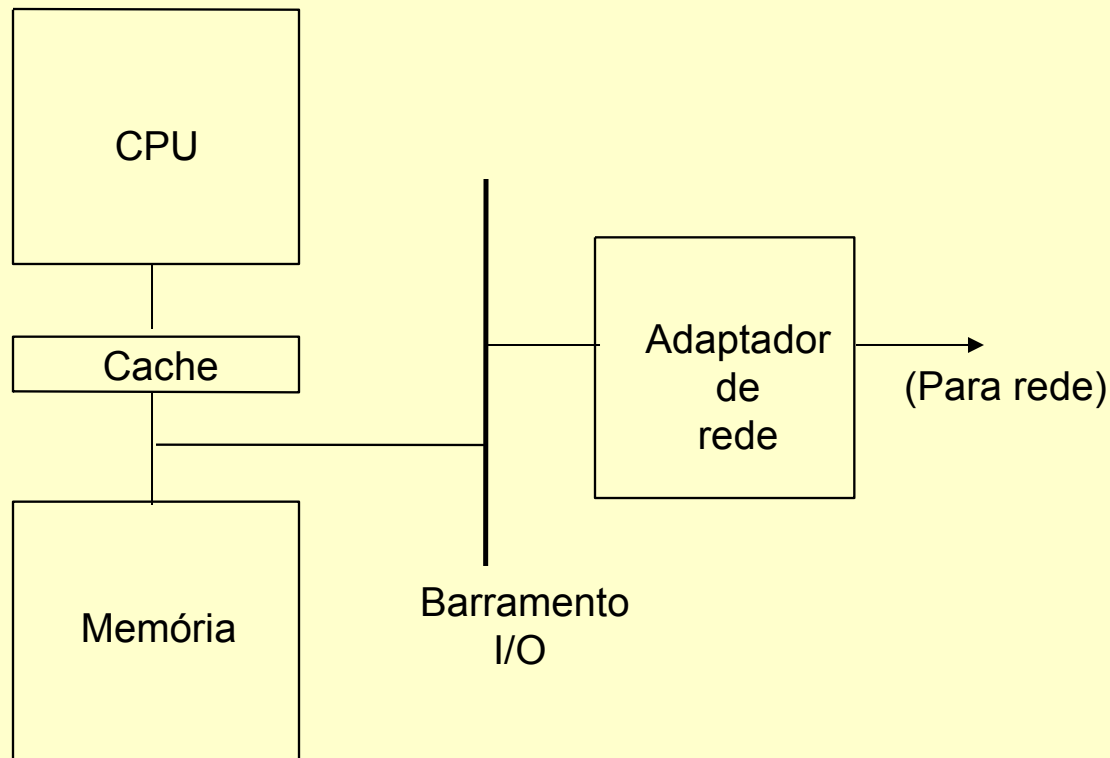 CPU
Cache
Memória
Barramento
I/O
Adaptador
de
rede
(Para rede)